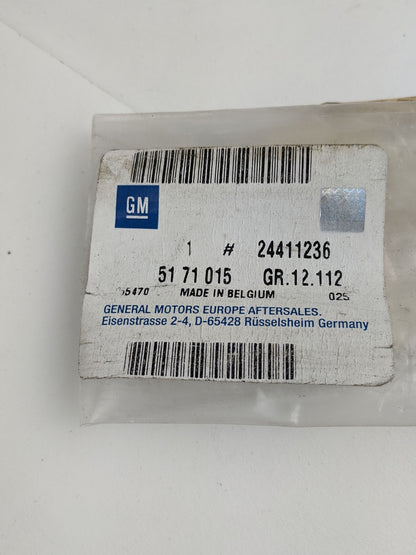 GM
1 # 24411236
51 71 015 GR.12.112
MADE IN BELGIUM 025
GENERAL MOTORS EUROPE AFTERSALES.
Eisenstrasse 2-4, D-65428 Rüsselsheim Germany